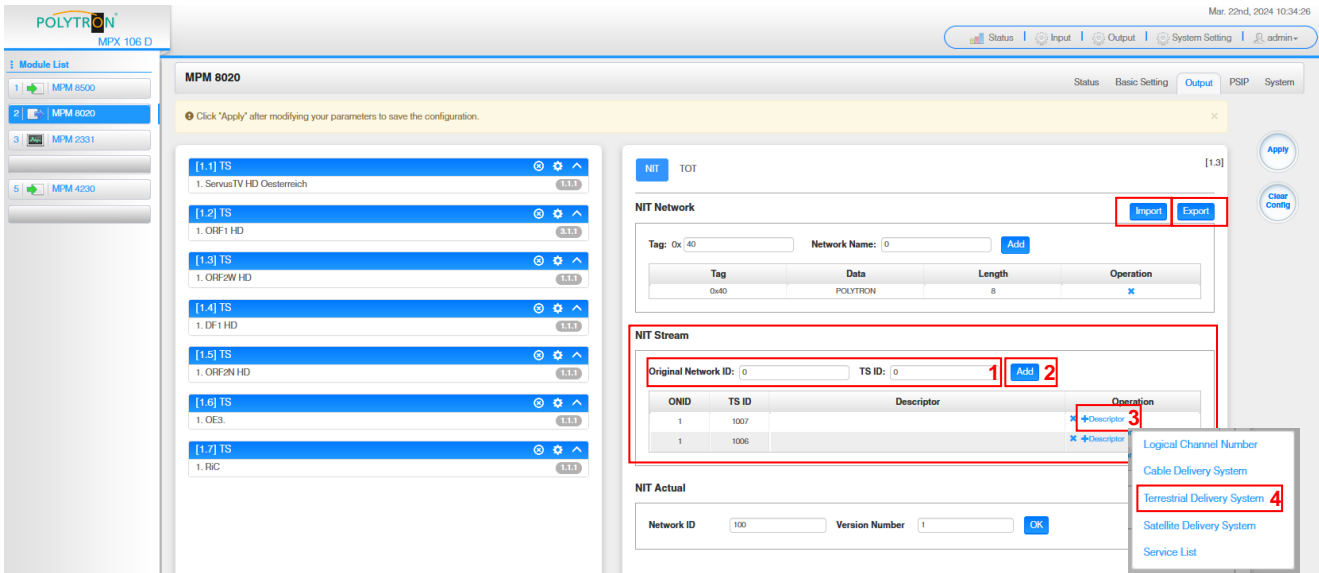 Mar. 22nd, 2024 10:34:26
POLYTRON
MPX 106 D
Status
Input
Output
System Setting
admin
Module List
1 MPM 8500
2 MPM 8020
3 MPM 2331
5 MPM 4230
MPM 8020
Status Basic Setting Output PSIP System
Click "Apply" after modifying your parameters to save the configuration.
Apply
Clear Config
[1.1] TS
1. ServusTV HD Oesterreich 1.1.1
[1.2] TS
1. ORF1 HD 3.1.1
[1.3] TS
1. ORF2W HD 1.1.1
[1.4] TS
1. DF1 HD 1.1.1
[1.5] TS
1. ORF2N HD 1.1.1
[1.6] TS
1. OE3. 1.1.1
[1.7] TS
1. RiC 1.1.1
NIT TOT [1.3]
NIT Network Import Export
Tag: 0x 40 Network Name: 0 Add
Tag Data Length Operation
0x40 POLYTRON 8
NIT Stream
Original Network ID: 0 TS ID: 0 1 Add 2
ONID TS ID Descriptor Operation
1 1007 +Descriptor 3
1 1006 +Descriptor
Logical Channel Number
Cable Delivery System
Terrestrial Delivery System 4
Satellite Delivery System
Service List
NIT Actual
Network ID 100 Version Number 1 OK